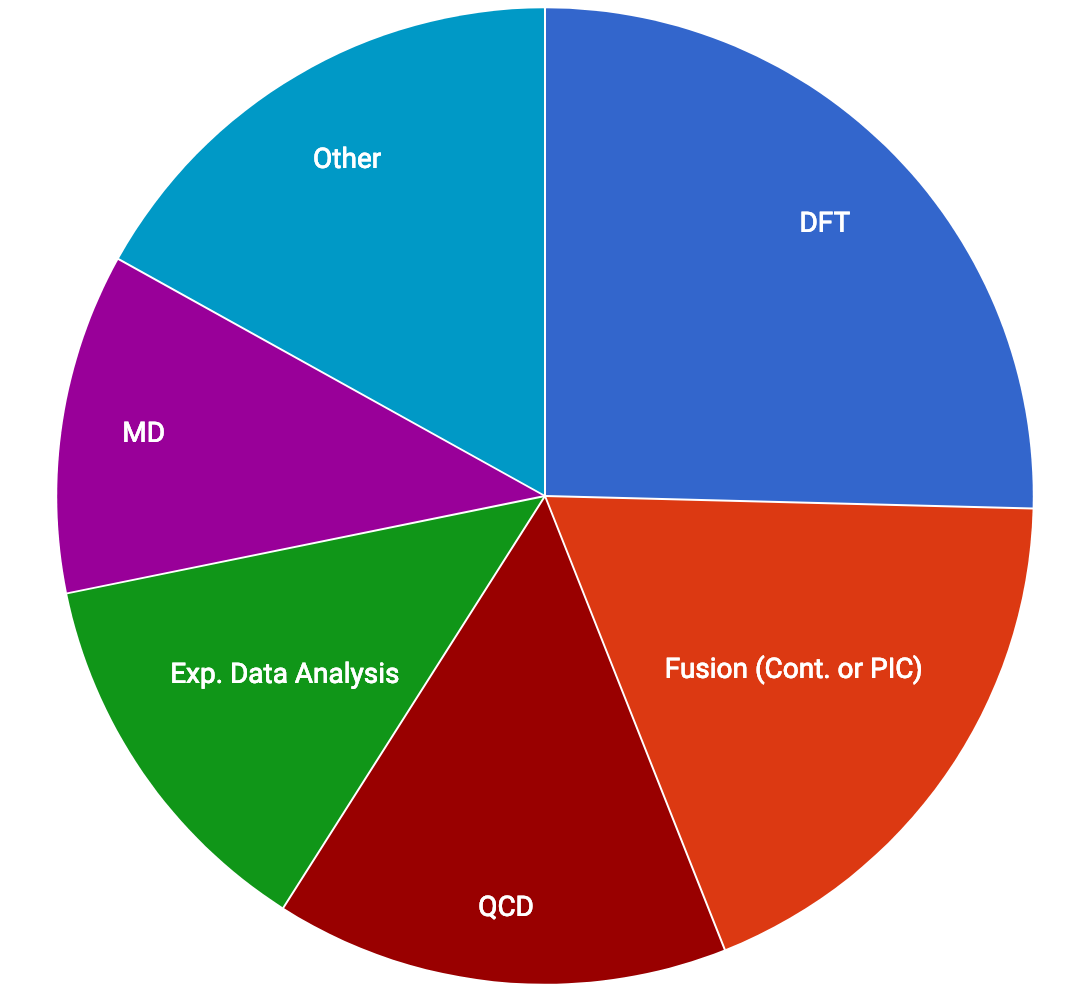 Other
DFT
MD
Fusion (Cont. or PIC)
Exp. Data Analysis
QCD